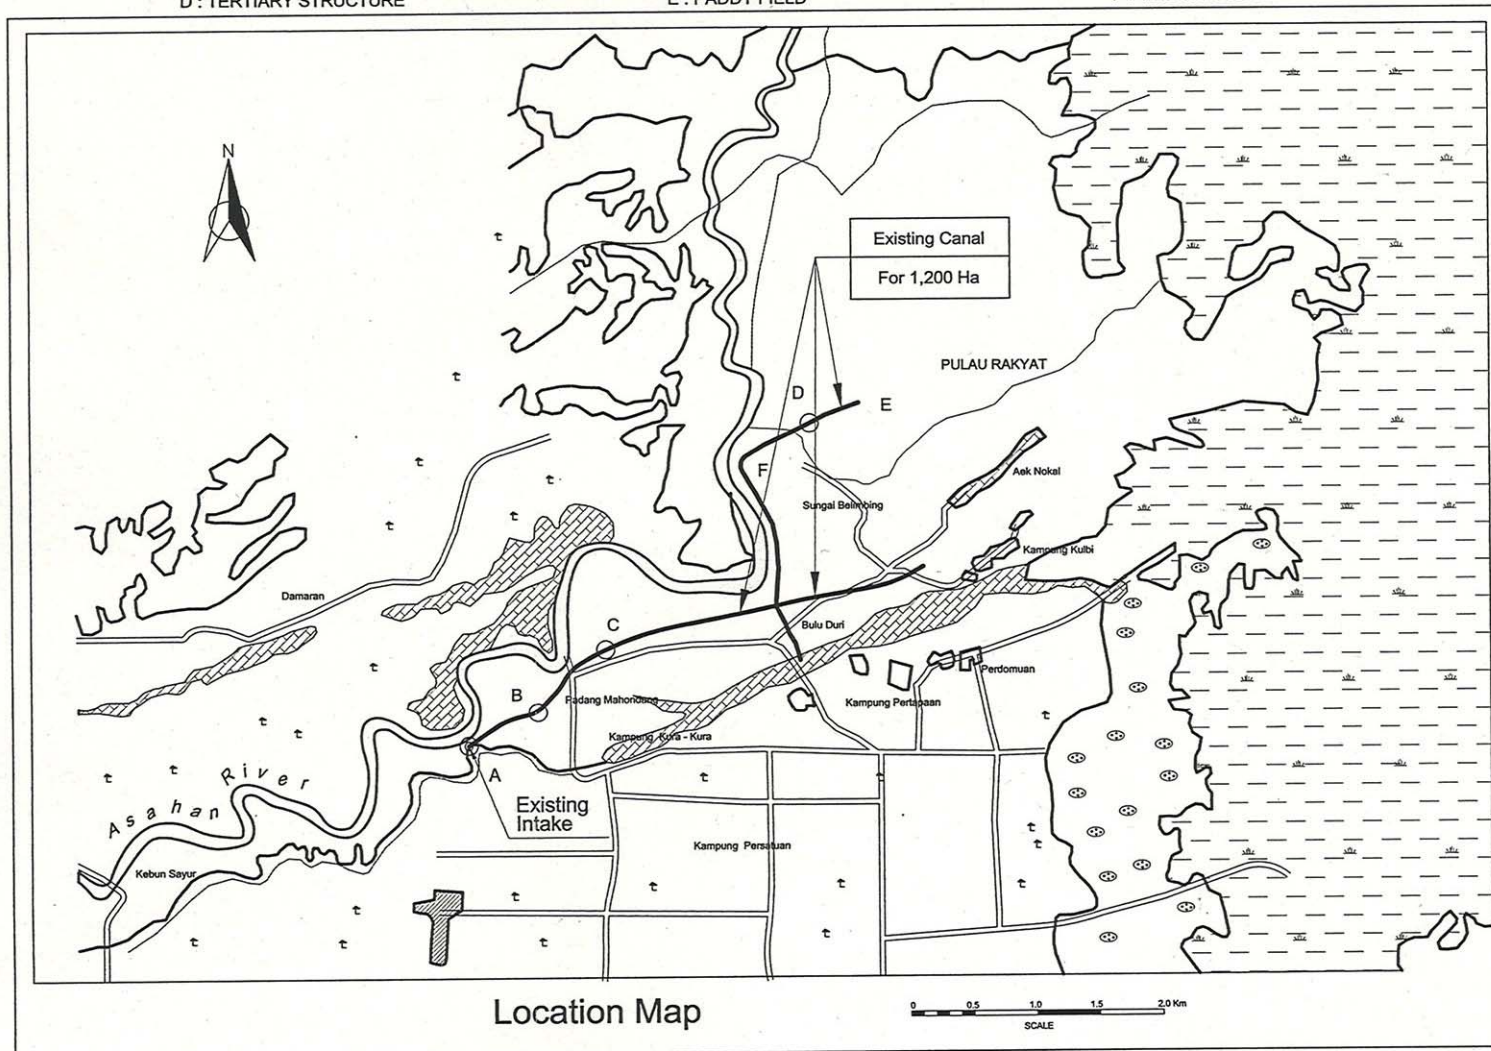 D : TERTIARY STRUCTURE
E : PADDY FIELD
N
Existing Canal
For 1,200 Ha
PULAU RAKYAT
D
E
F
Aek Nokal
Sungai Belimbing
Kampung Kulbi
Damaran
Bulu Duri
C
Perdomuan
B
Padang Mahondang
Kampung Pertapaan
Kampung Kura - Kura
A
Asahan River
Existing
Intake
Kampung Persatuan
Kebun Sayur
Location Map
0 0.5 1.0 1.5 2.0 Km
SCALE